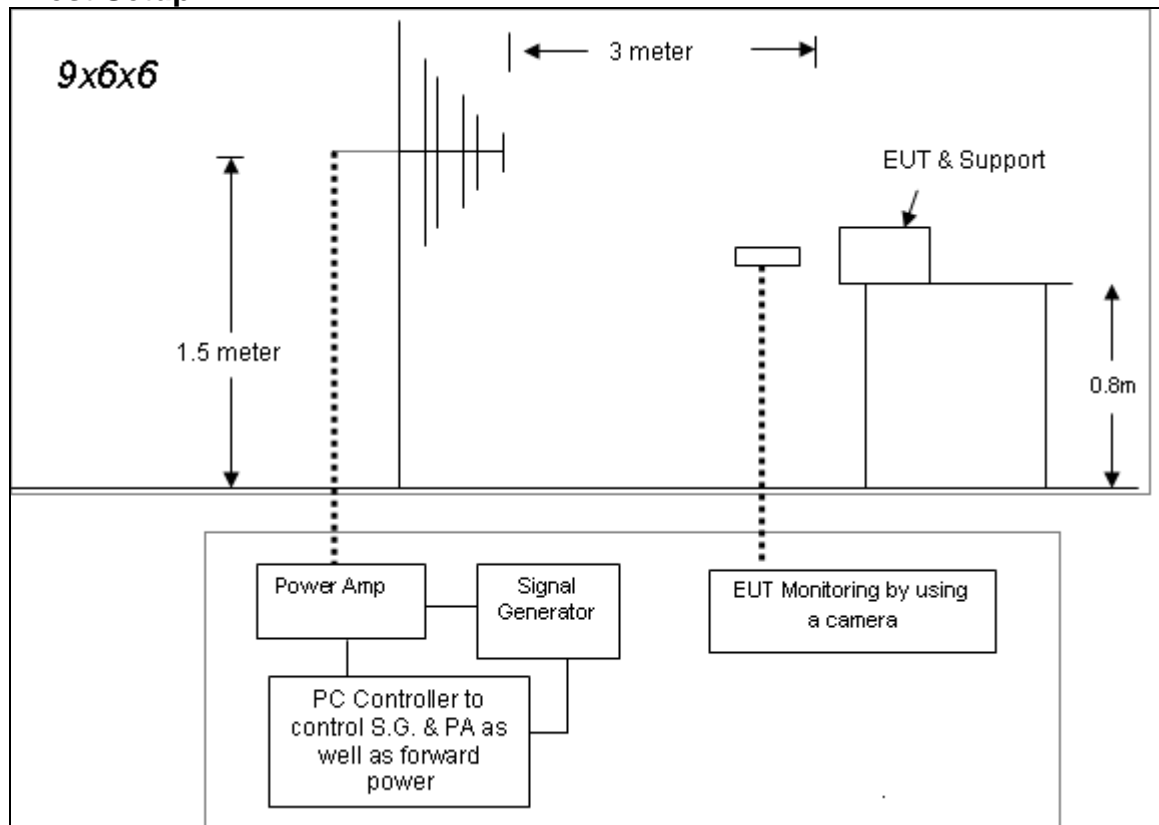 9x6x6
3 meter
EUT & Support
1.5 meter
0.8m
Power Amp
Signal
Generator
EUT Monitoring by using
a camera
PC Controller to
control S.G. & PA as
well as forward
power